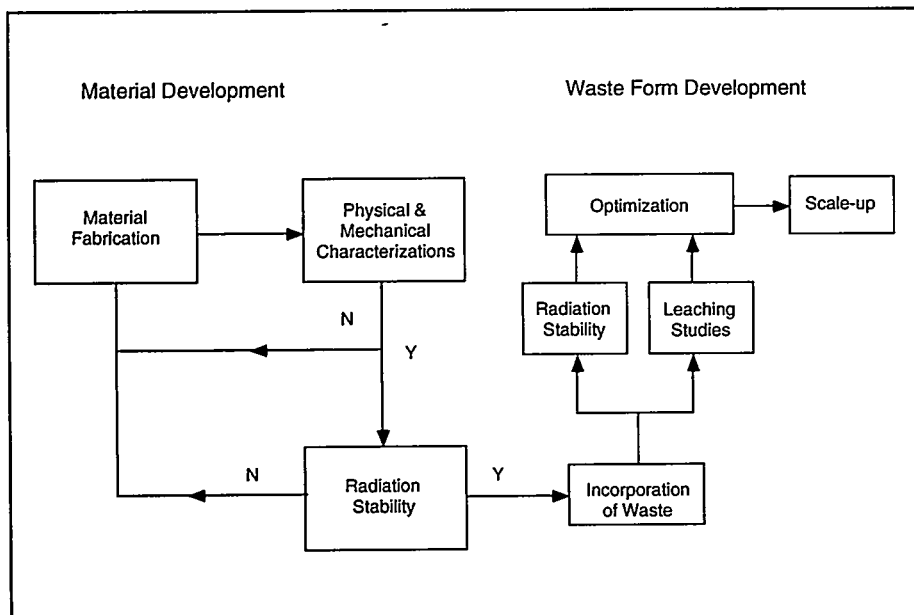 Material Development
Waste Form Development
Material
Fabrication
Physical &
Mechanical
Characterizations
Optimization
Scale-up
Radiation
Stability
Leaching
Studies
N
Y
N
Radiation
Stability
Y
Incorporation
of Waste